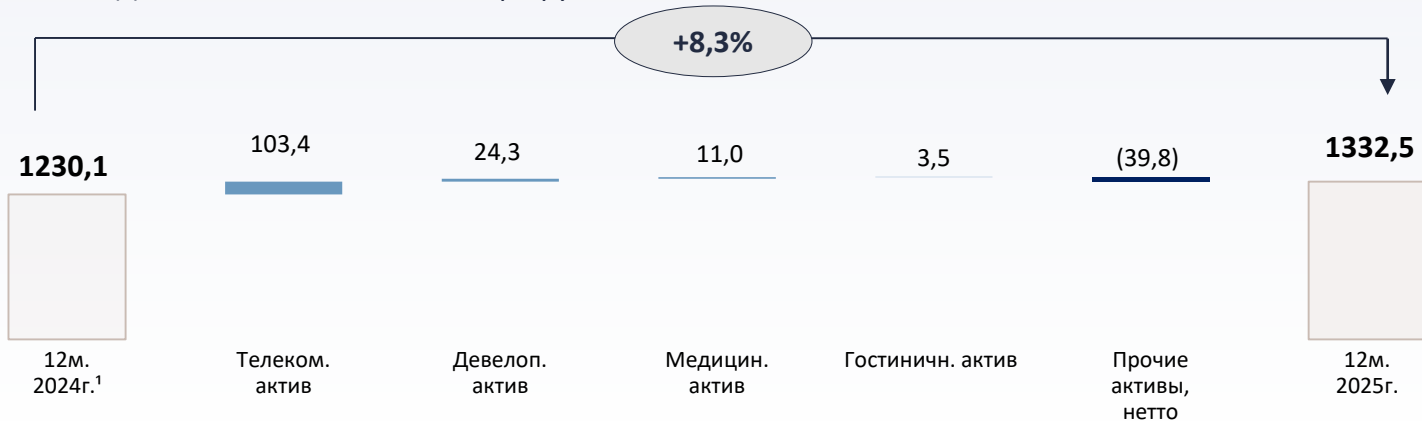 +8,3%
1230,1
103,4
24,3
11,0
3,5
(39,8)
1332,5
12м.
2024г.¹
Телеком.
актив
Девелоп.
актив
Медицин.
актив
Гостиничн. актив
Прочие
активы,
нетто
12м.
2025г.